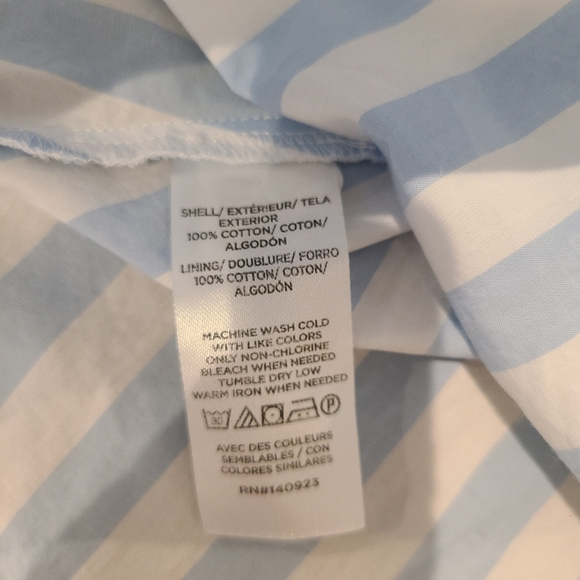 SHELL/ EXTÉRIEUR/ TELA
EXTERIOR
100% COTTON/ COTON/
ALGODÓN
LINING/ DOUBLURE/ FORRO
100% COTTON/ COTON/
ALGODÓN
MACHINE WASH COLD
WITH LIKE COLORS
ONLY NON-CHLORINE
BLEACH WHEN NEEDED
TUMBLE DRY LOW
WARM IRON WHEN NEEDED
30 P
AVEC DES COULEURS
SEMBLABLES / CON
COLORES SIMILARES
RN#140923